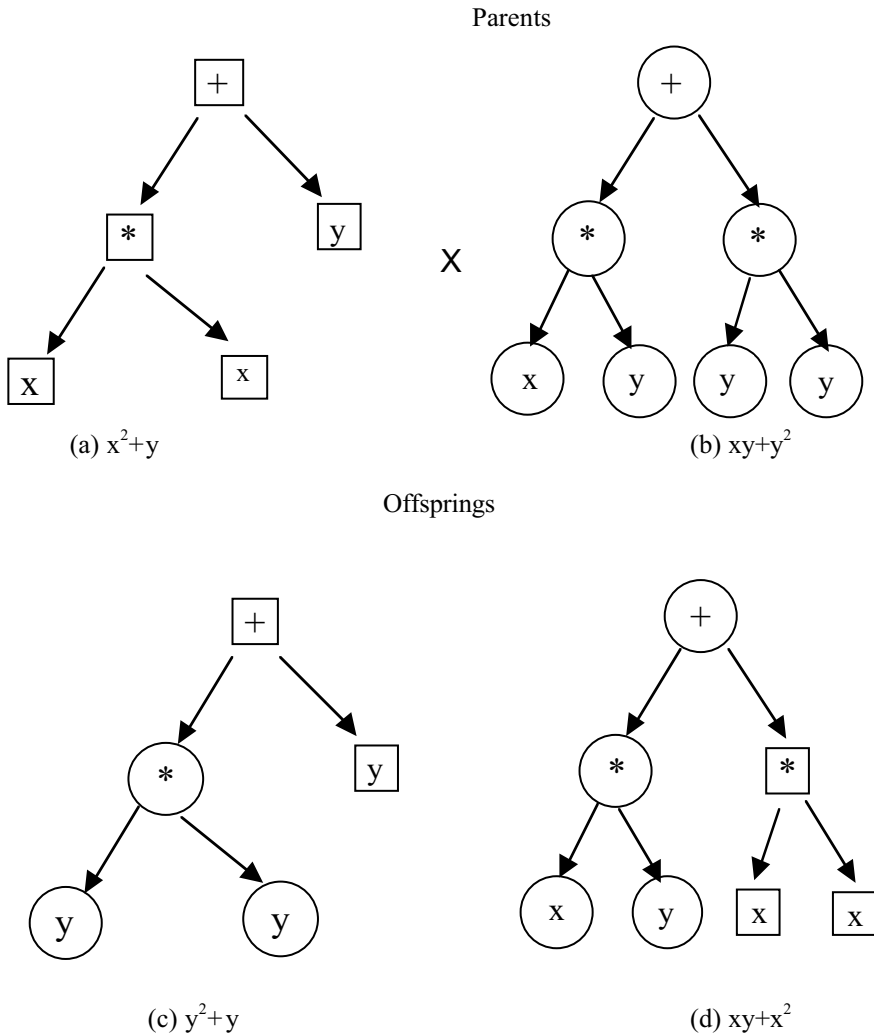 Parents
+ +
* y * *
X
x x x y y y
(a) x²+y (b) xy+y²
Offsprings
+ +
* y * *
y y x y x x
(c) y²+y (d) xy+x²